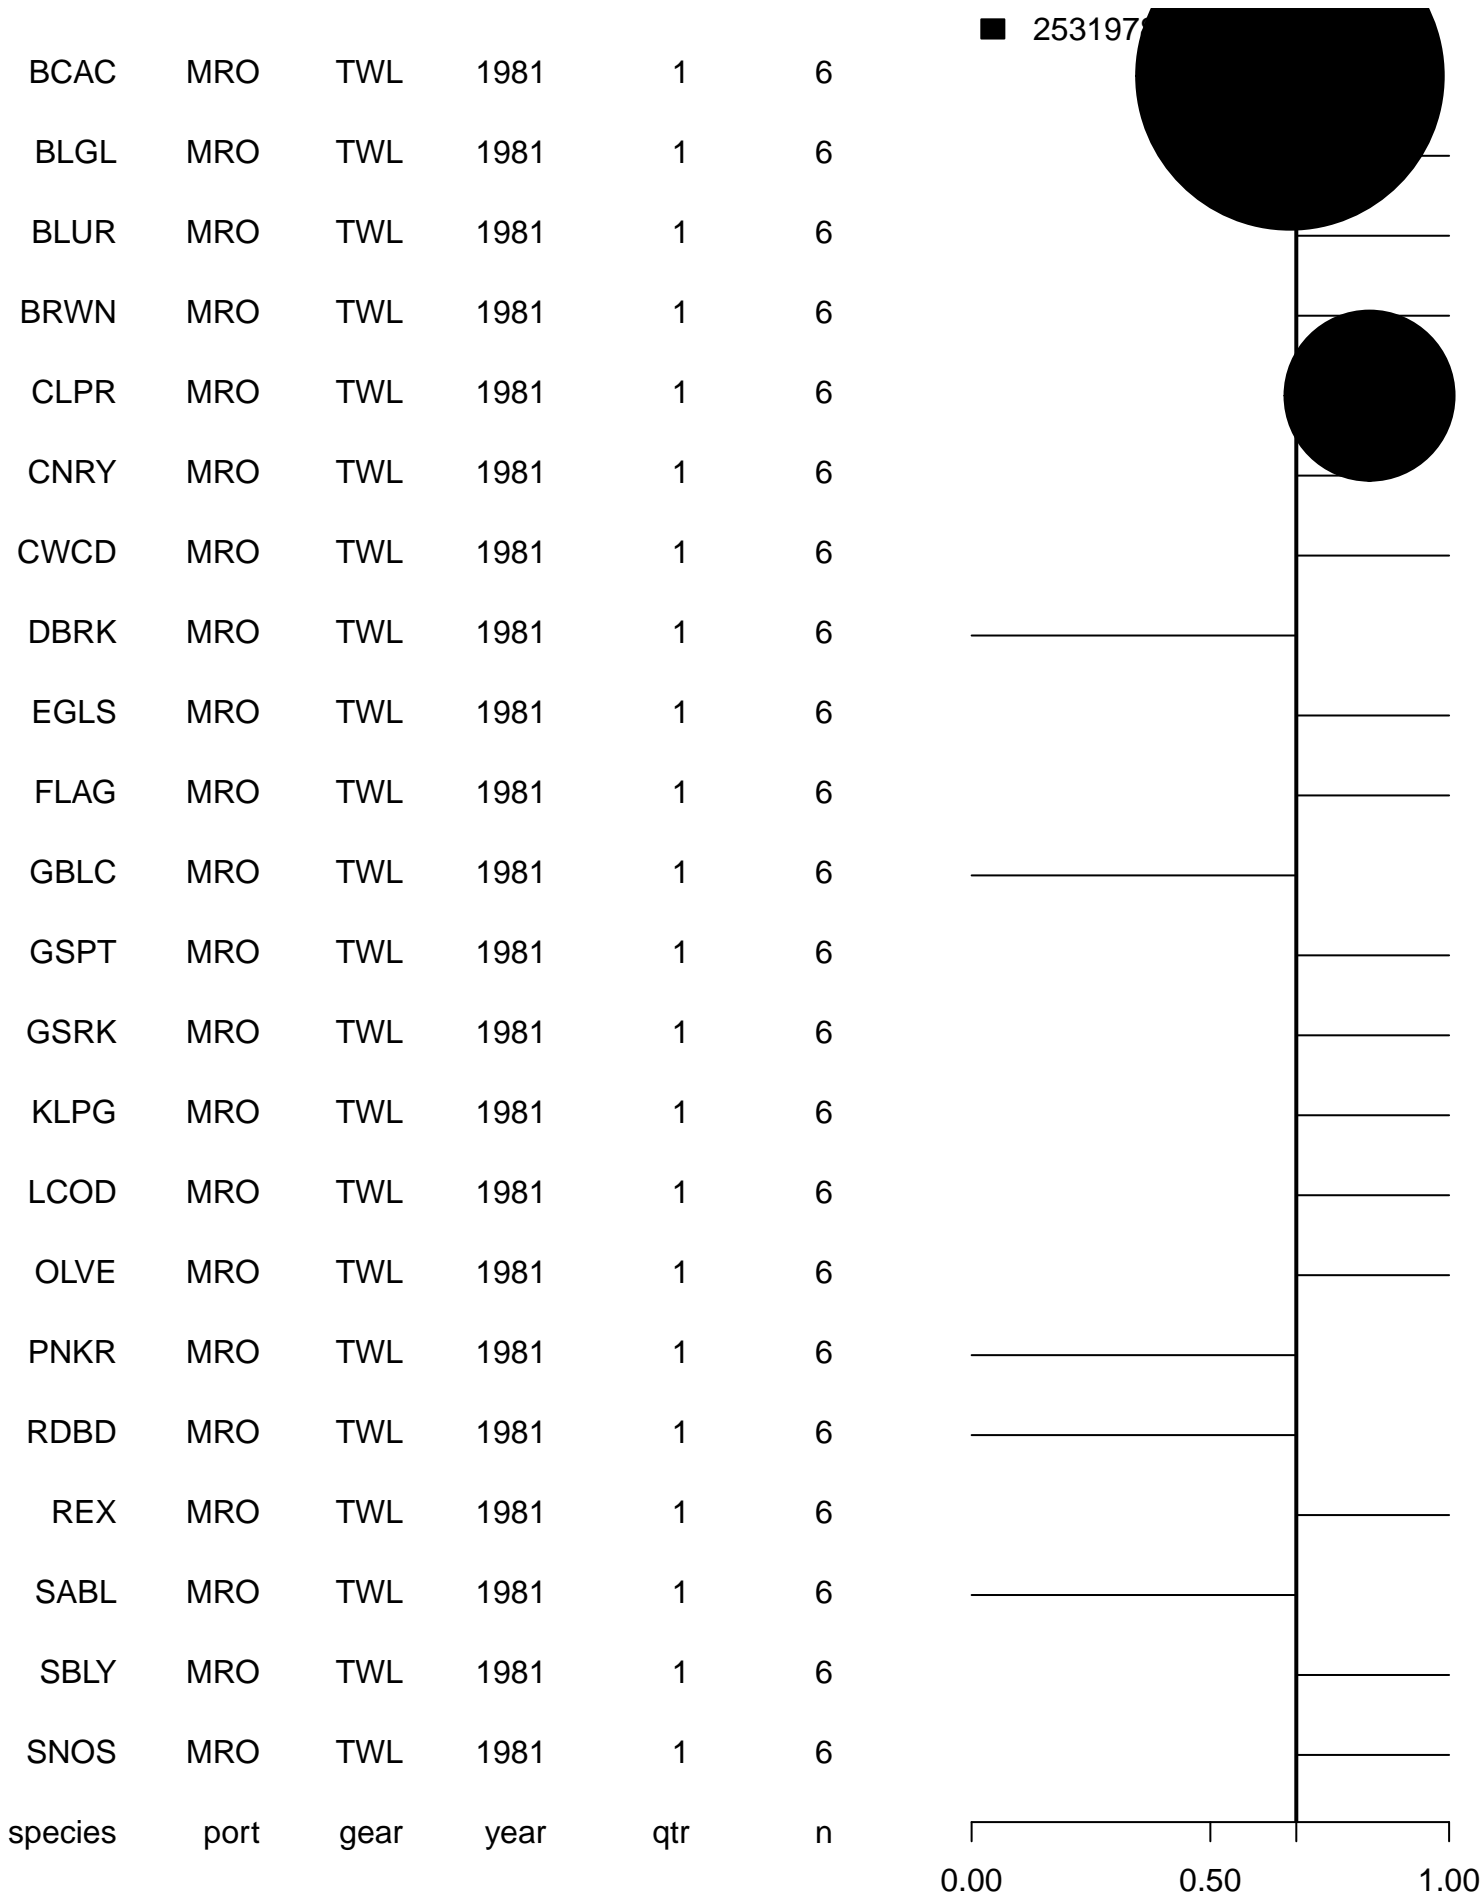 253197
BCAC MRO TWL 1981 1 6
BLGL MRO TWL 1981 1 6
BLUR MRO TWL 1981 1 6
BRWN MRO TWL 1981 1 6
CLPR MRO TWL 1981 1 6
CNRY MRO TWL 1981 1 6
CWCD MRO TWL 1981 1 6
DBRK MRO TWL 1981 1 6
EGLS MRO TWL 1981 1 6
FLAG MRO TWL 1981 1 6
GBLC MRO TWL 1981 1 6
GSPT MRO TWL 1981 1 6
GSRK MRO TWL 1981 1 6
KLPG MRO TWL 1981 1 6
LCOD MRO TWL 1981 1 6
OLVE MRO TWL 1981 1 6
PNKR MRO TWL 1981 1 6
RDBD MRO TWL 1981 1 6
REX MRO TWL 1981 1 6
SABL MRO TWL 1981 1 6
SBLY MRO TWL 1981 1 6
SNOS MRO TWL 1981 1 6
species port gear year qtr n
0.00 0.50 1.00